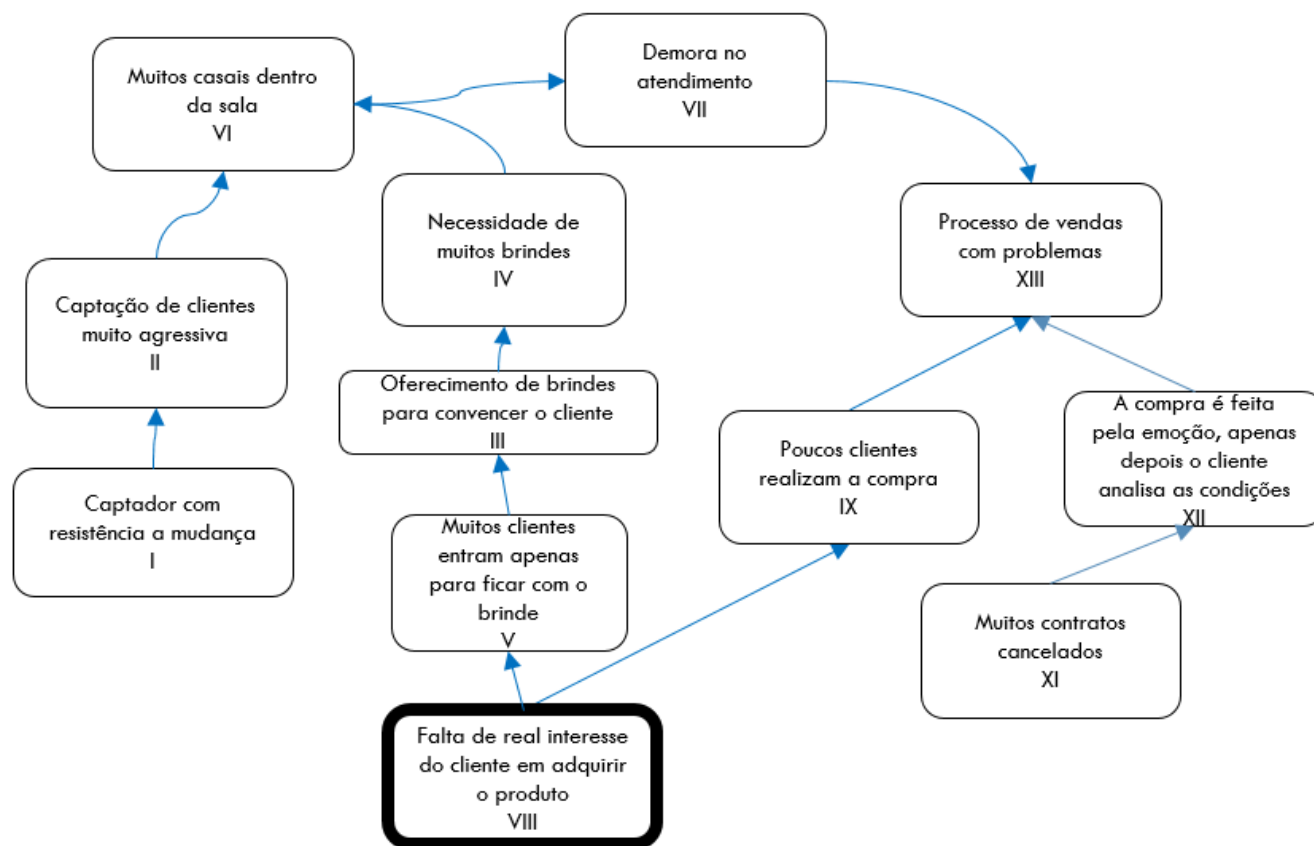 Muitos casais dentro
da sala
VI
Demora no
atendimento
VII
Necessidade de
muitos brindes
IV
Processo de vendas
com problemas
XIII
Captação de clientes
muito agressiva
II
Oferecimento de brindes
para convencer o cliente
III
Poucos clientes
realizam a compra
IX
A compra é feita
pela emoção, apenas
depois o cliente
analisa as condições
XII
Captador com
resistência a mudança
I
Muitos clientes
entram apenas
para ficar com o
brinde
V
Muitos contratos
cancelados
XI
Falta de real interesse
do cliente em adquirir
o produto
VIII